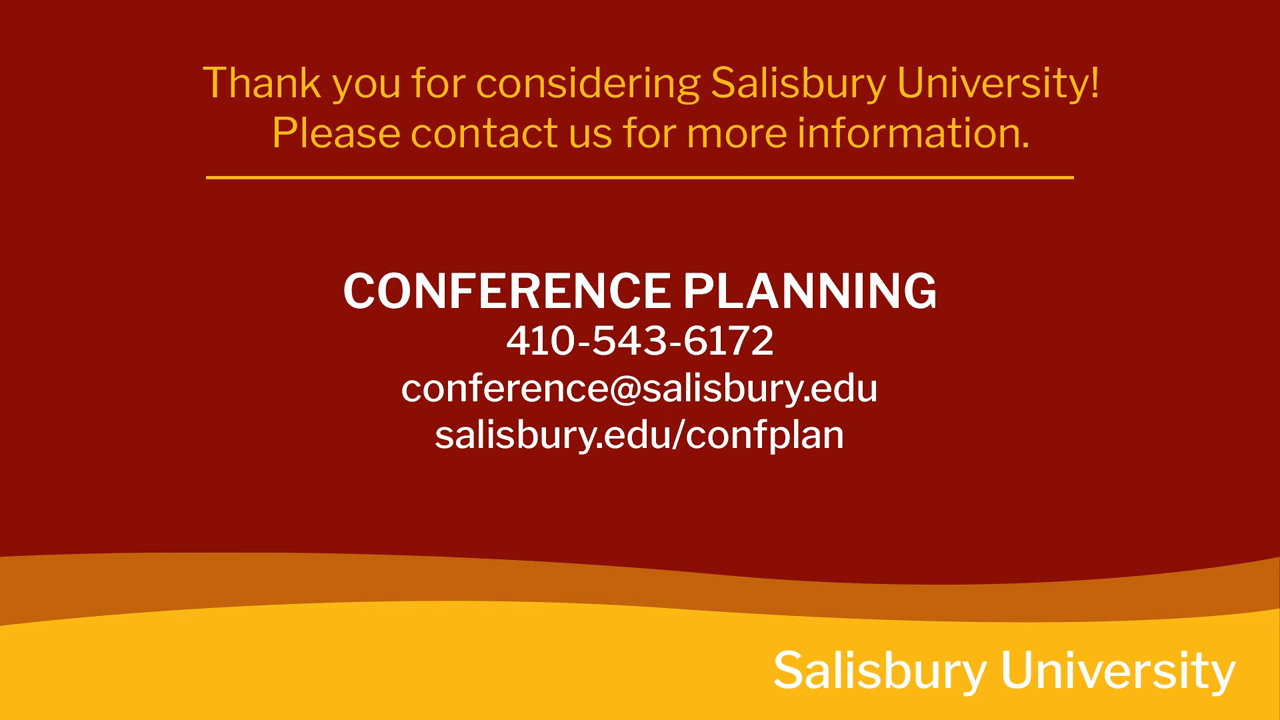 Thank you for considering Salisbury University!
Please contact us for more information.
CONFERENCE PLANNING
410-543-6172
conference@salisbury.edu
salisbury.edu/confplan
Salisbury University